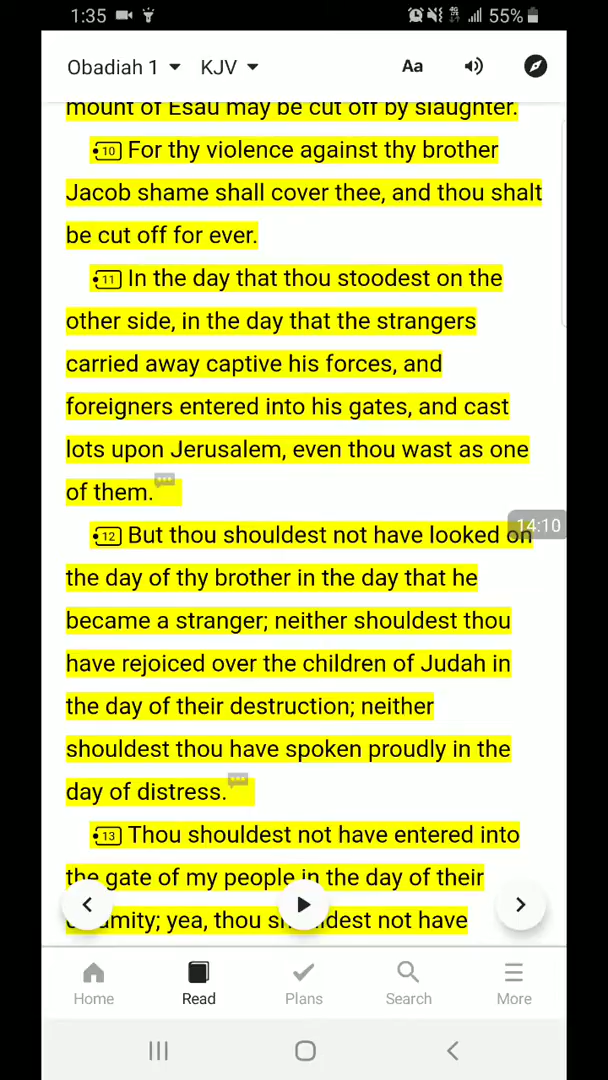 1:35 55%
Obadiah 1 KJV Aa
mount of Esau may be cut off by slaughter.
10 For thy violence against thy brother
Jacob shame shall cover thee, and thou shalt
be cut off for ever.
11 In the day that thou stoodest on the
other side, in the day that the strangers
carried away captive his forces, and
foreigners entered into his gates, and cast
lots upon Jerusalem, even thou wast as one
of them.
14:10
12 But thou shouldest not have looked on
the day of thy brother in the day that he
became a stranger; neither shouldest thou
have rejoiced over the children of Judah in
the day of their destruction; neither
shouldest thou have spoken proudly in the
day of distress.
13 Thou shouldest not have entered into
the gate of my people in the day of their
calamity; yea, thou shouldest not have
Home Read Plans Search More